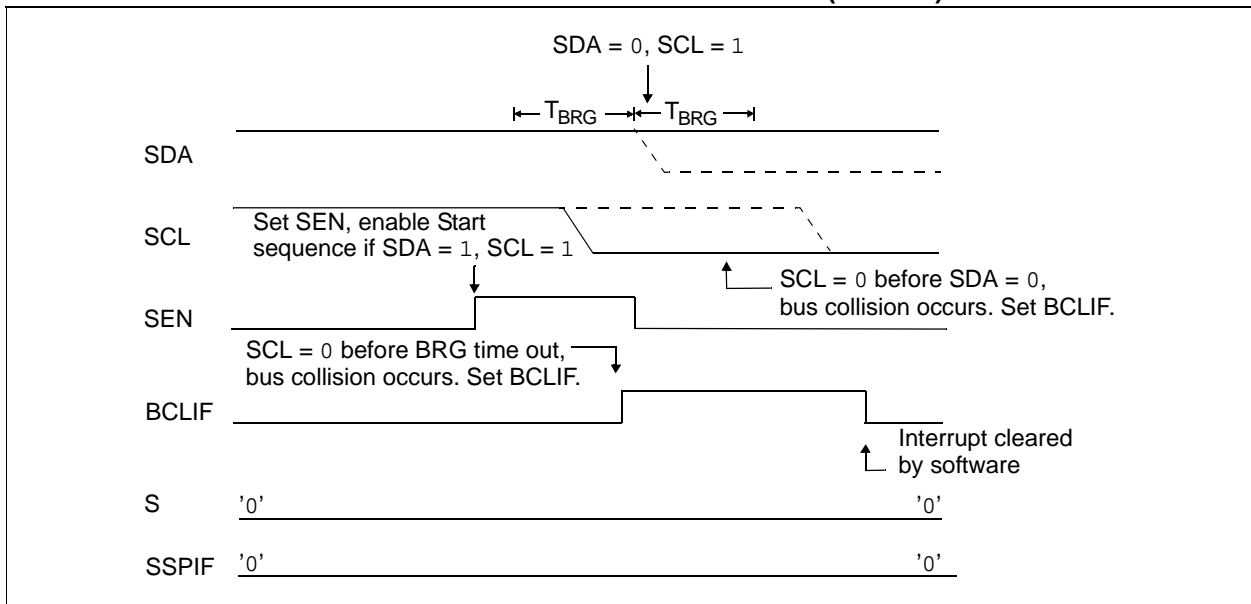 SDA = 0, SCL = 1
TBRG TBRG
SDA
SCL
Set SEN, enable Start
sequence if SDA = 1, SCL = 1
SCL = 0 before SDA = 0,
bus collision occurs. Set BCLIF.
SEN
SCL = 0 before BRG time out,
bus collision occurs. Set BCLIF.
BCLIF
Interrupt cleared
by software
S '0' '0'
SSPIF '0' '0'